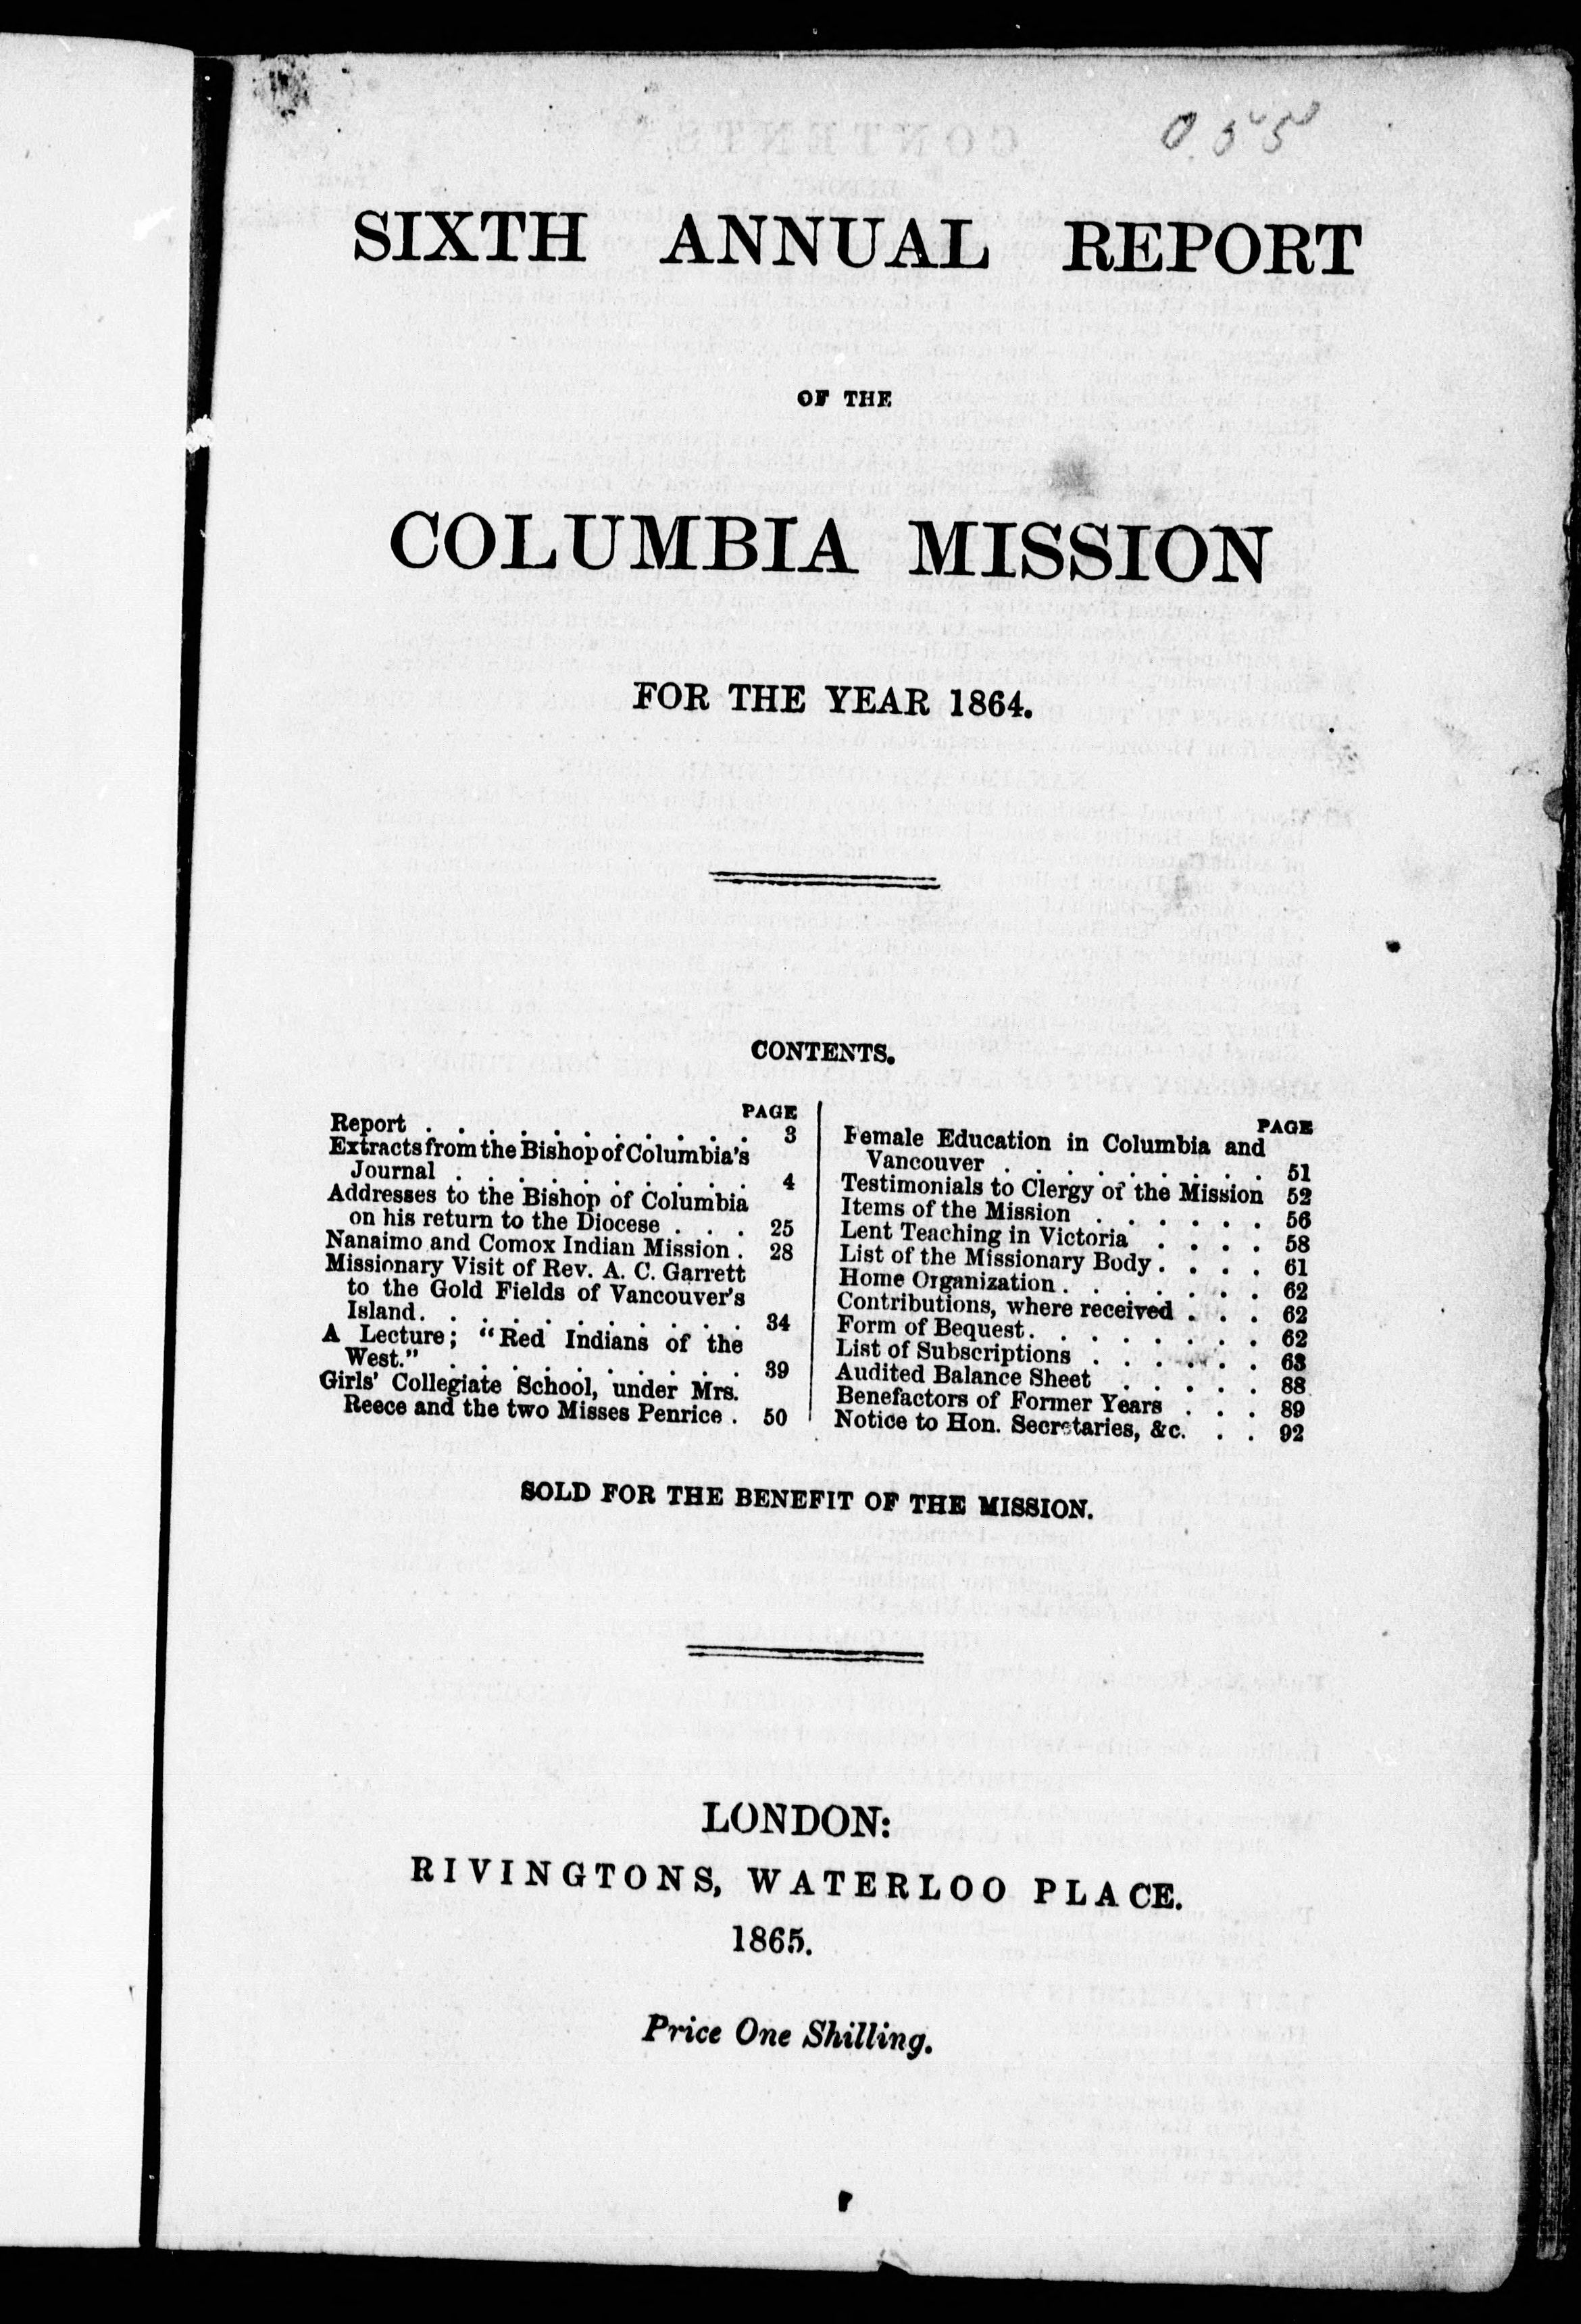 0.55
SIXTH ANNUAL REPORT
OF THE
COLUMBIA MISSION
FOR THE YEAR 1864.
CONTENTS.
PAGE
Report . . . . . . . . . . . 3
Extracts from the Bishop of Columbia's
Journal . . . . . . . . . . 4
Addresses to the Bishop of Columbia
on his return to the Diocese . . . 25
Nanaimo and Comox Indian Mission . 28
Missionary Visit of Rev. A. C. Garrett
to the Gold Fields of Vancouver's
Island. . . . . . . . . . . 34
A Lecture; "Red Indians of the
West." . . . . . . . . . . 39
Girls' Collegiate School, under Mrs.
Reece and the two Misses Penrice . 50
PAGE
Female Education in Columbia and
Vancouver . . . . . . . . . 51
Testimonials to Clergy of the Mission 52
Items of the Mission . . . . . . 56
Lent Teaching in Victoria . . . . 58
List of the Missionary Body . . . . 61
Home Organization . . . . . . . 62
Contributions, where received . . . 62
Form of Bequest. . . . . . . . 62
List of Subscriptions . . . . . . 63
Audited Balance Sheet . . . . . 88
Benefactors of Former Years . . . 89
Notice to Hon. Secretaries, &c. . . 92
SOLD FOR THE BENEFIT OF THE MISSION.
LONDON:
RIVINGTONS, WATERLOO PLACE.
1865.
Price One Shilling.